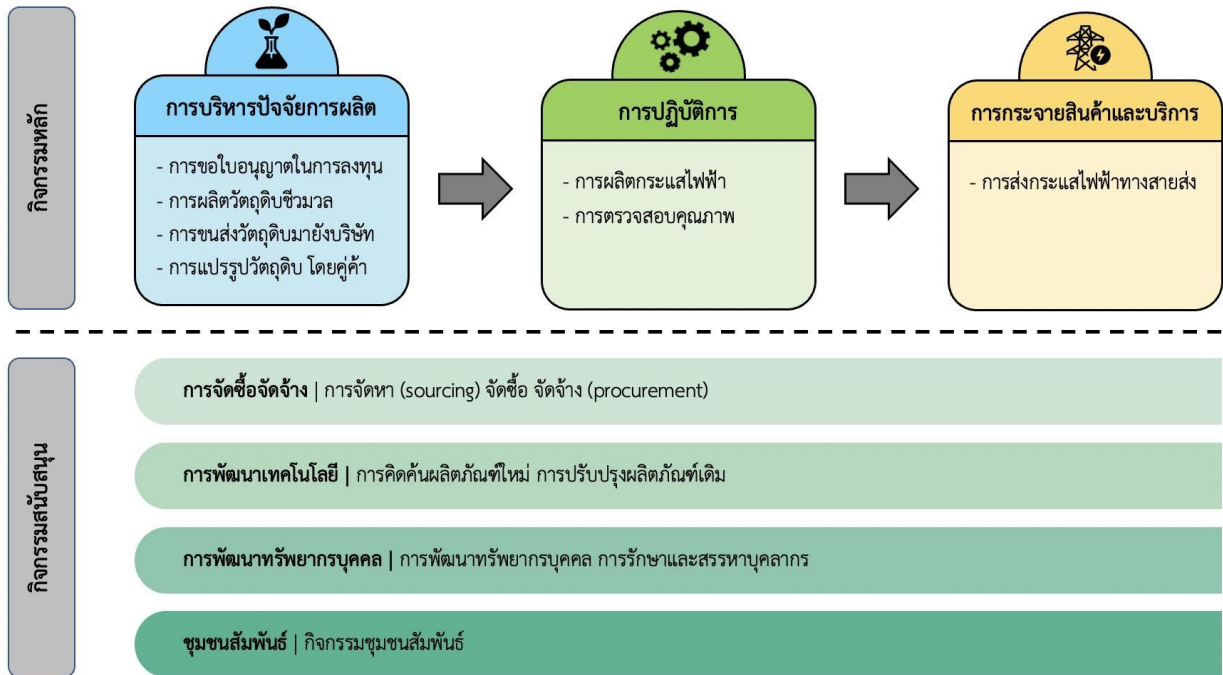 กิจกรรมหลัก
การบริหารปัจจัยการผลิต
- การขอใบอนุญาตในการลงทุน
- การผลิตวัตถุดิบชีวมวล
- การขนส่งวัตถุดิบมายังบริษัท
- การแปรรูปวัตถุดิบ โดยคู่ค้า
การปฏิบัติการ
- การผลิตกระแสไฟฟ้า
- การตรวจสอบคุณภาพ
การกระจายสินค้าและบริการ
- การส่งกระแสไฟฟ้าทางสายส่ง
กิจกรรมสนับสนุน
การจัดซื้อจัดจ้าง | การจัดหา (sourcing) จัดซื้อ จัดจ้าง (procurement)
การพัฒนาเทคโนโลยี | การคิดค้นผลิตภัณฑ์ใหม่ การปรับปรุงผลิตภัณฑ์เดิม
การพัฒนาทรัพยากรบุคคล | การพัฒนาทรัพยากรบุคคล การรักษาและสรรหาบุคลากร
ชุมชนสัมพันธ์ | กิจกรรมชุมชนสัมพันธ์